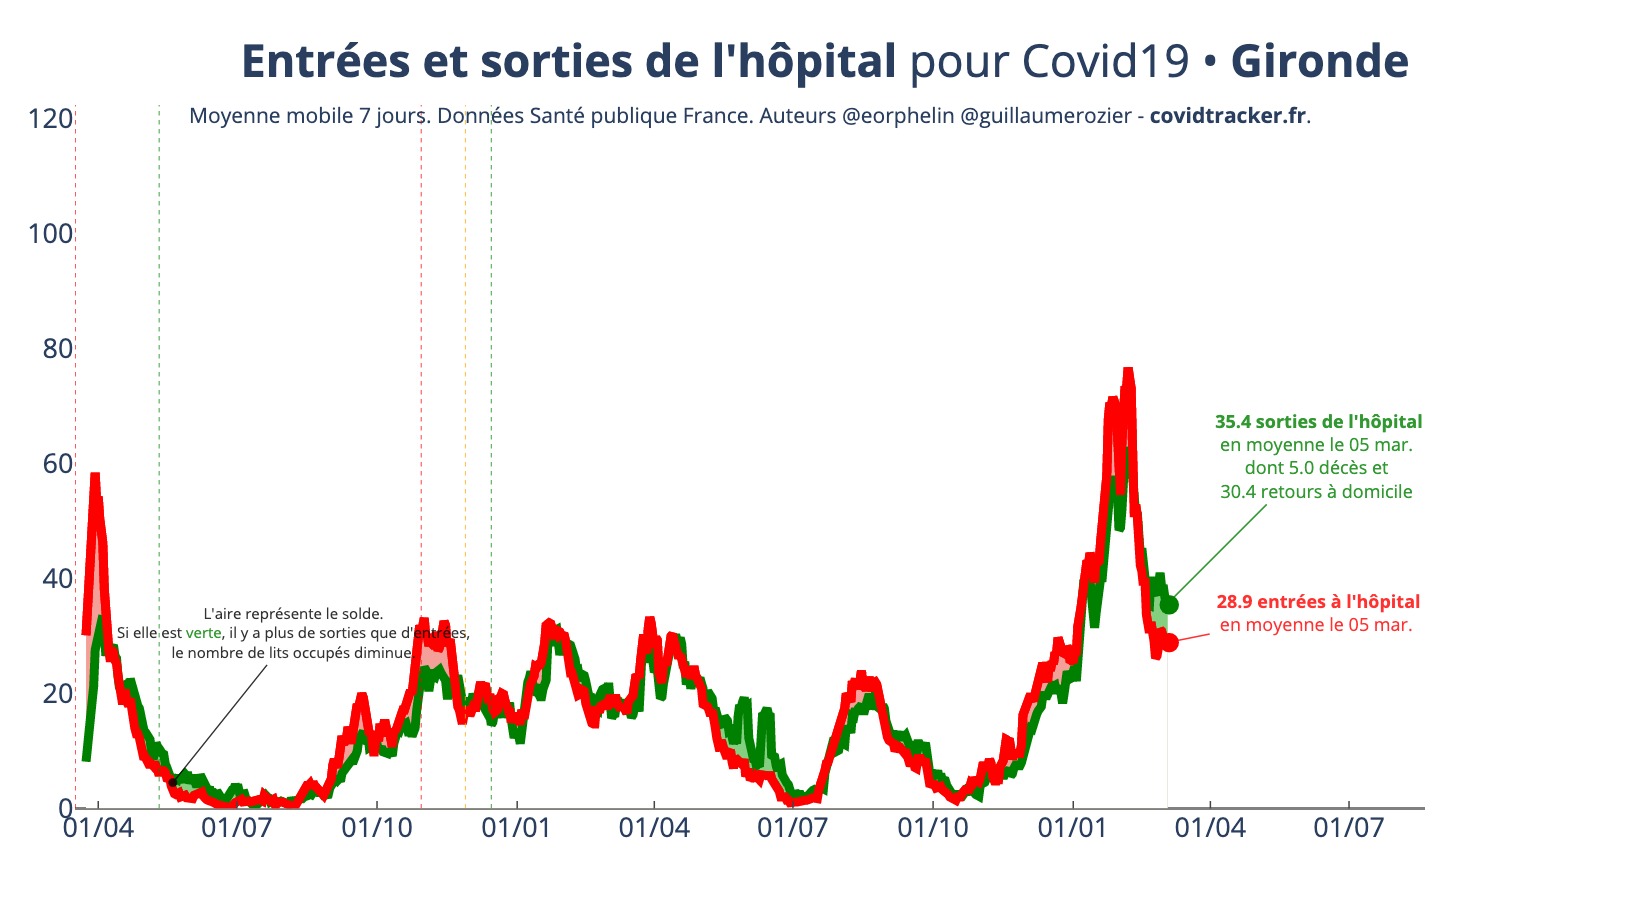 Entrées et sorties de l'hôpital pour Covid19 • Gironde
Moyenne mobile 7 jours. Données Santé publique France. Auteurs @eorphelin @guillaumerozier - covidtracker.fr.
120
100
80
60
40
20
0
35.4 sorties de l'hôpital
en moyenne le 05 mar.
dont 5.0 décès et
30.4 retours à domicile
28.9 entrées à l'hôpital
en moyenne le 05 mar.
L'aire représente le solde.
Si elle est verte, il y a plus de sorties que d'entrées,
le nombre de lits occupés diminue.
01/04 01/07 01/10 01/01 01/04 01/07 01/10 01/01 01/04 01/07